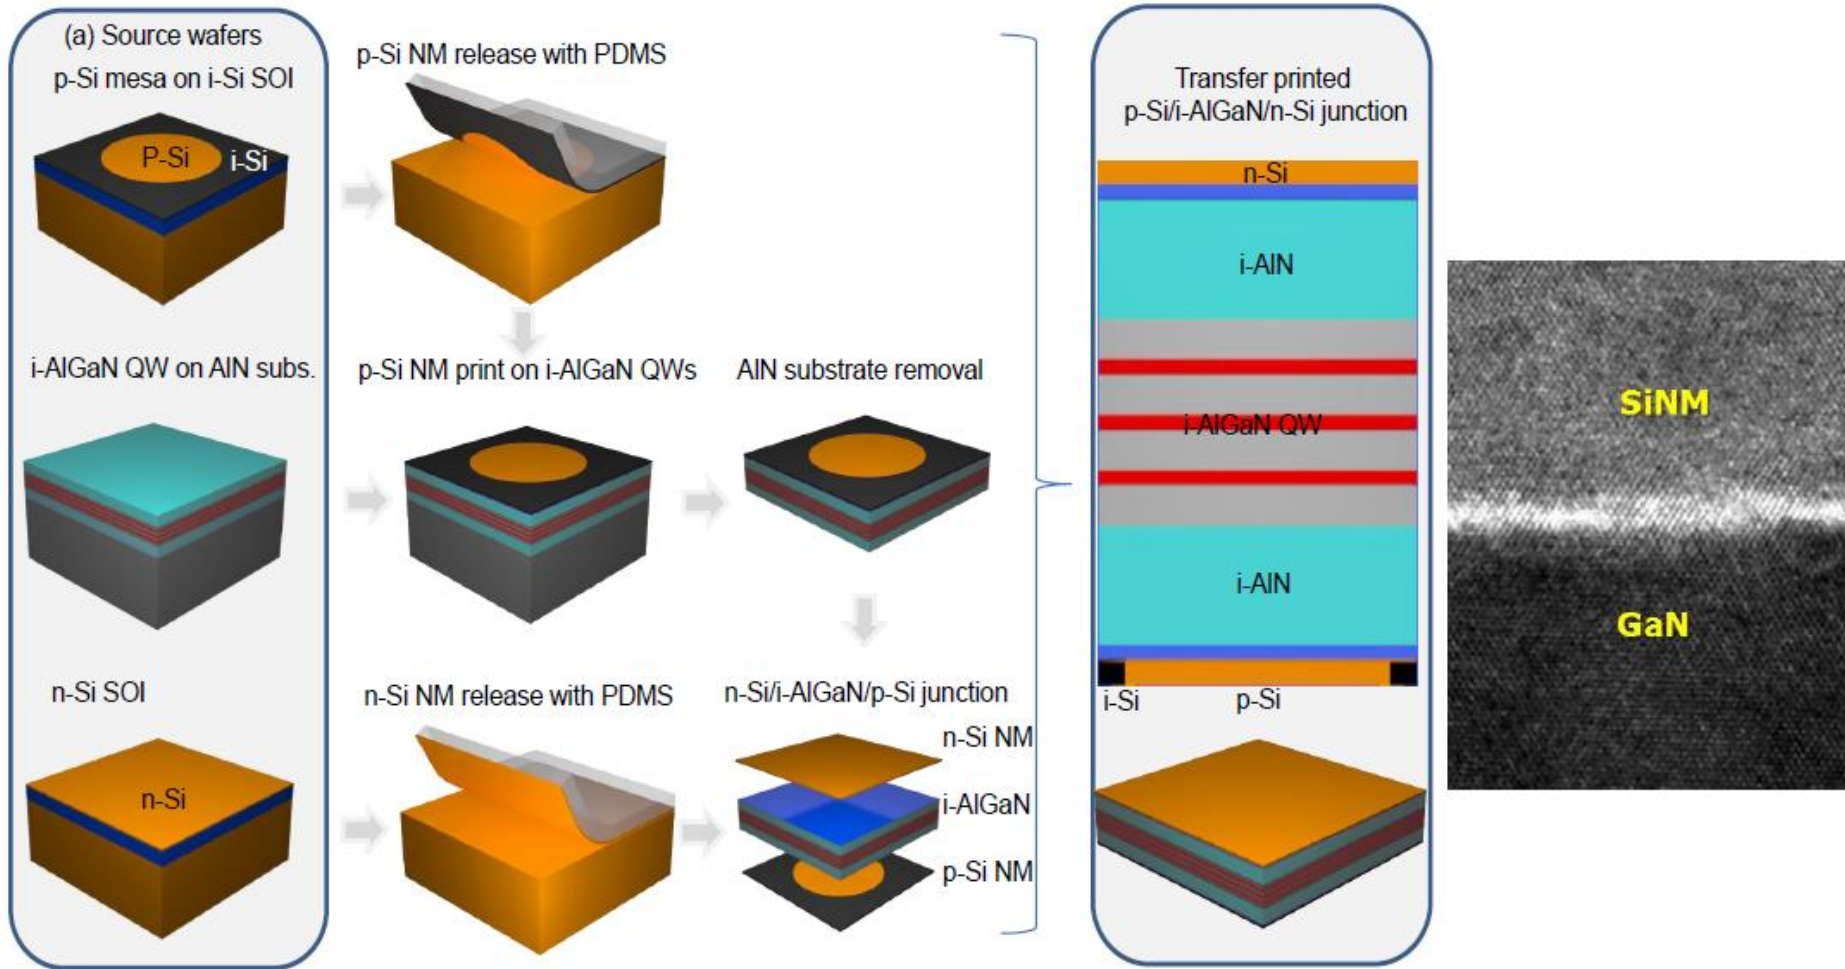 (a) Source wafers
p-Si mesa on i-Si SOI
P-Si
i-Si
p-Si NM release with PDMS
i-AlGaN QW on AlN subs.
p-Si NM print on i-AlGaN QWs
AlN substrate removal
n-Si SOI
n-Si
n-Si NM release with PDMS
n-Si/i-AlGaN/p-Si junction
n-Si NM
i-AlGaN
p-Si NM
Transfer printed
p-Si/i-AlGaN/n-Si junction
n-Si
i-AlN
i-AlGaN QW
i-AlN
i-Si
p-Si
SiNM
GaN